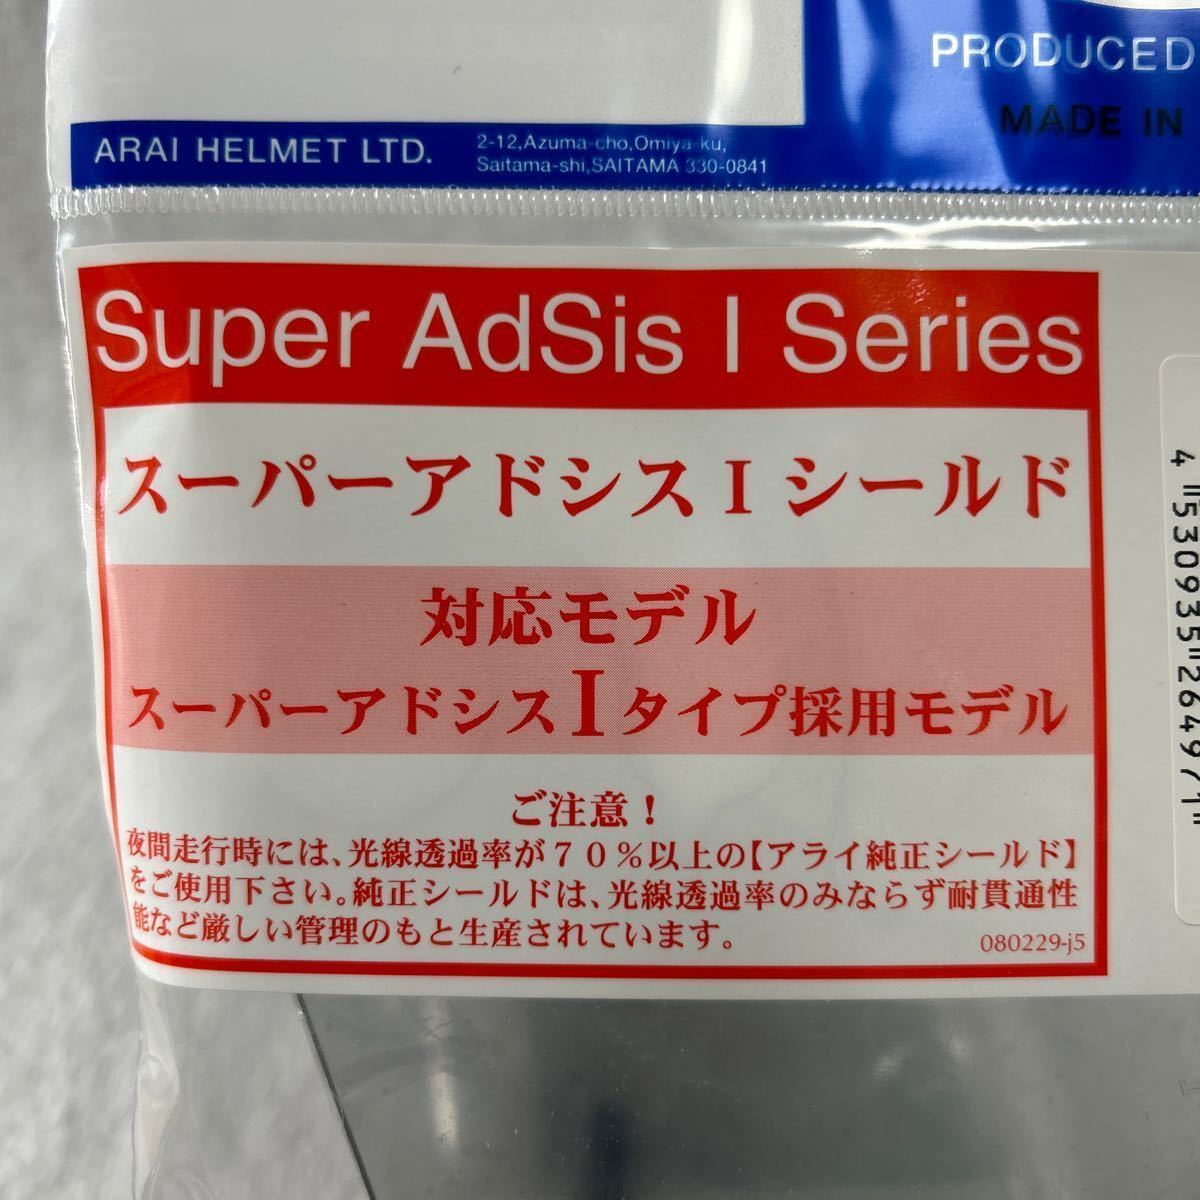 PRODUCED
MADE IN
ARAI HELMET LTD.
2-12,Azuma-cho,Omiya-ku,
Saitama-shi,SAITAMA 330-0841
Super AdSis I Series
スーパーアドシスIシールド
対応モデル
スーパーアドシスIタイプ採用モデル
ご注意！
夜間走行時には、光線透過率が７０％以上の【アライ純正シールド】
をご使用下さい。純正シールドは、光線透過率のみならず耐貫通性
能など厳しい管理のもと生産されています。
080229-j5
4 530935 264971